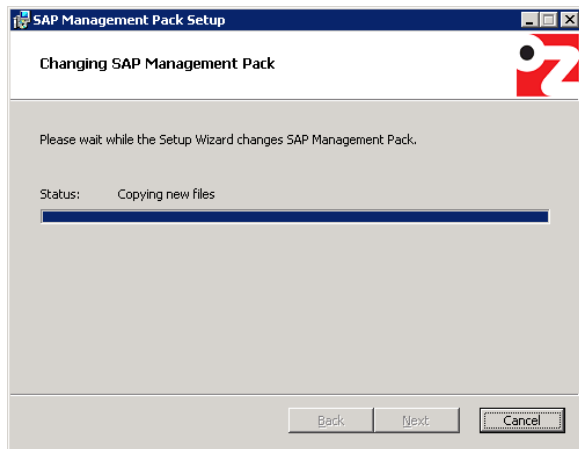 SAP Management Pack Setup
Changing SAP Management Pack
Please wait while the Setup Wizard changes SAP Management Pack.
Status: Copying new files
Back Next Cancel